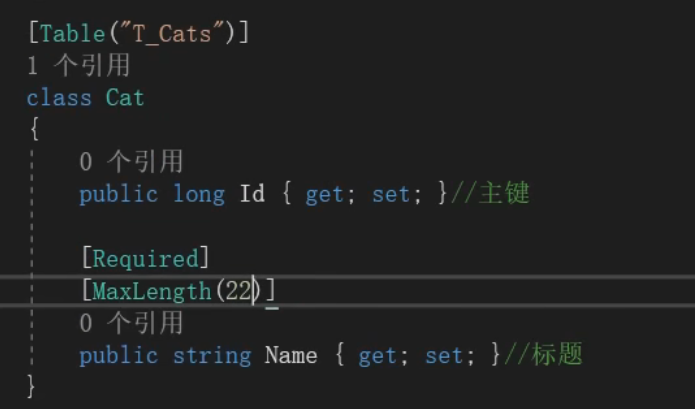 [Table("T_Cats")]
1 个引用
class Cat
{
0 个引用
public long Id { get; set; }//主键
[Required]
[MaxLength(22)]
0 个引用
public string Name { get; set; }//标题
}